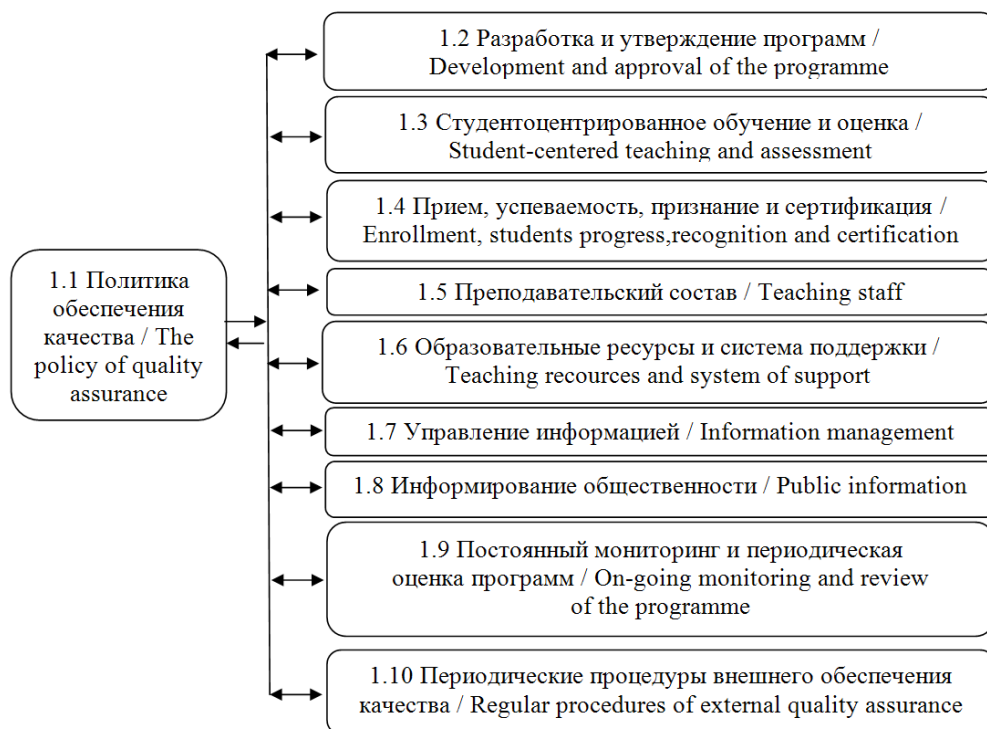 1.2 Разработка и утверждение программ /
Development and approval of the programme
1.3 Студентоцентрированное обучение и оценка /
Student-centered teaching and assessment
1.4 Прием, успеваемость, признание и сертификация /
Enrollment, students progress,recognition and certification
1.1 Политика
обеспечения
качества / The
policy of quality
assurance
1.5 Преподавательский состав / Teaching staff
1.6 Образовательные ресурсы и система поддержки /
Teaching recources and system of support
1.7 Управление информацией / Information management
1.8 Информирование общественности / Public information
1.9 Постоянный мониторинг и периодическая
оценка программ / On-going monitoring and review
of the programme
1.10 Периодические процедуры внешнего обеспечения
качества / Regular procedures of external quality assurance